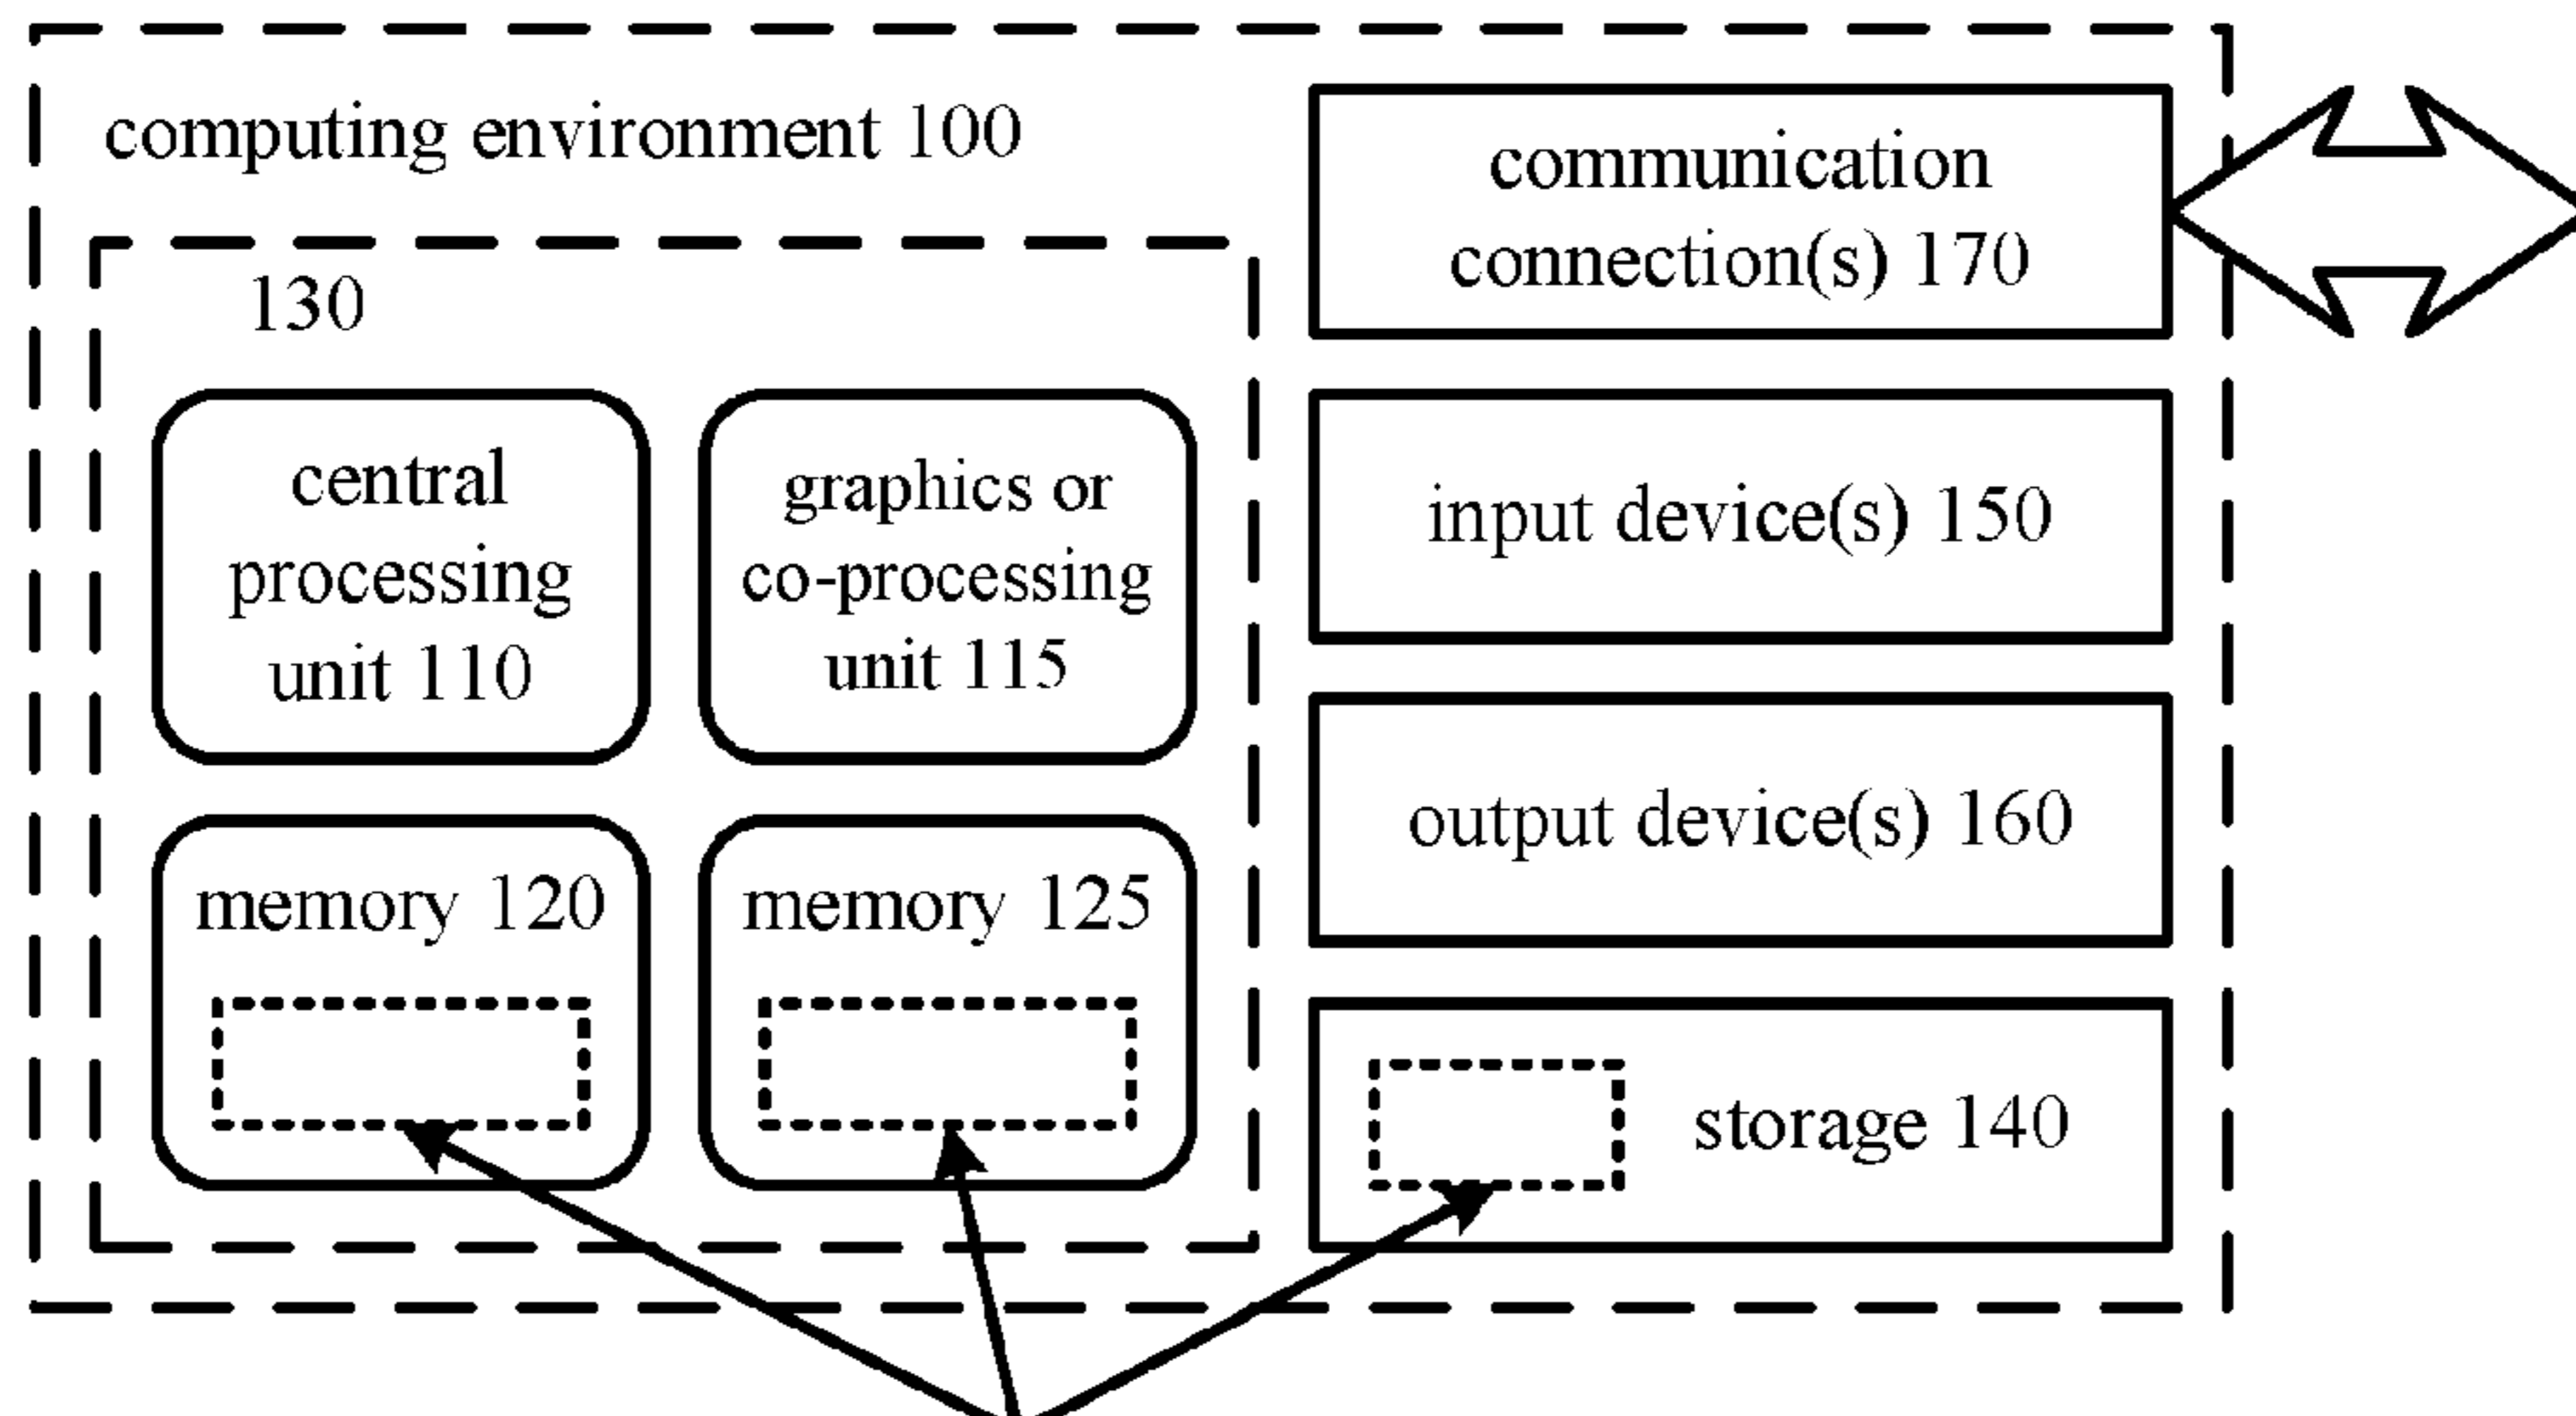 computing environment 100
130
central
processing
unit 110
graphics or
co-processing
unit 115
memory 120
memory 125
communication
connection(s) 170
input device(s) 150
output device(s) 160
storage 140